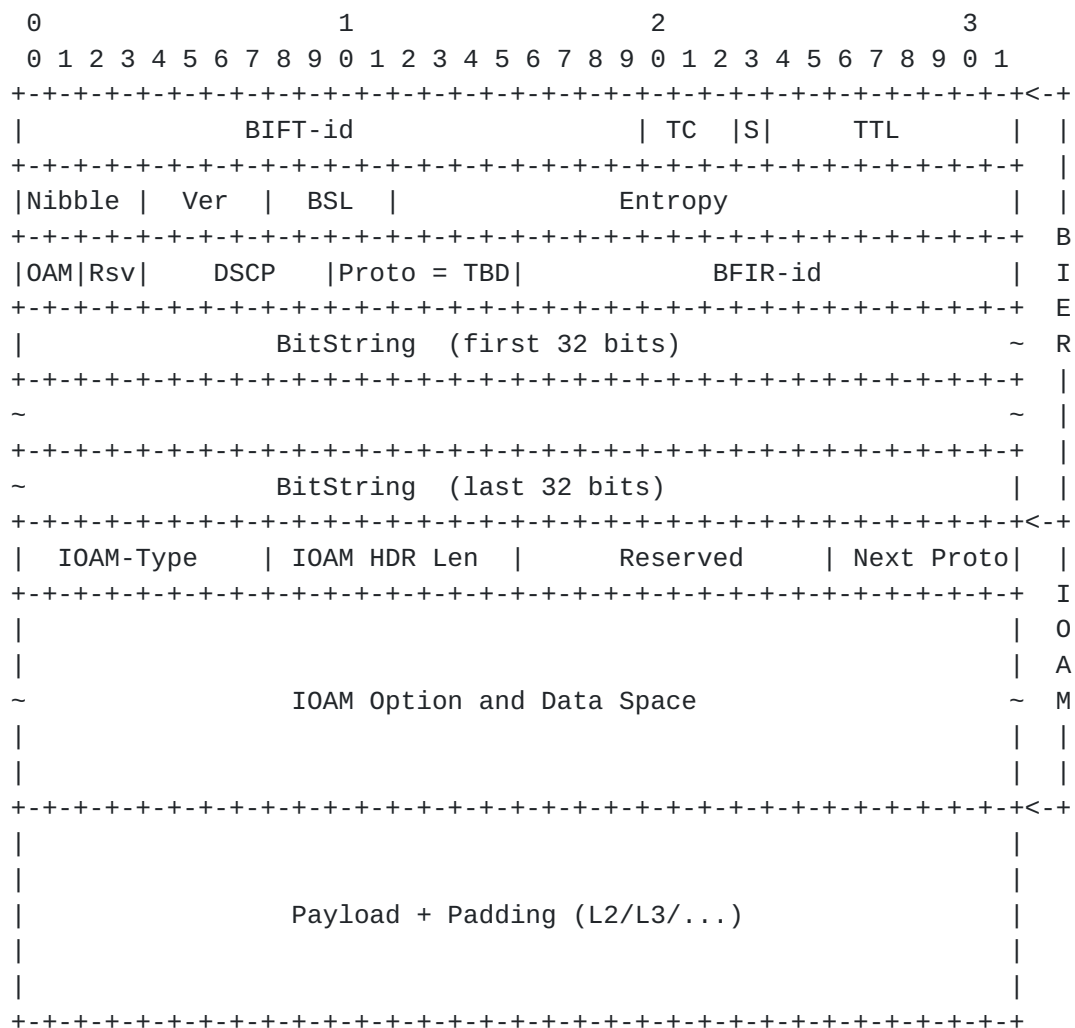 0                   1                   2                   3
 0 1 2 3 4 5 6 7 8 9 0 1 2 3 4 5 6 7 8 9 0 1 2 3 4 5 6 7 8 9 0 1
+-+-+-+-+-+-+-+-+-+-+-+-+-+-+-+-+-+-+-+-+-+-+-+-+-+-+-+-+-+-+-+-+<-+
|              BIFT-id                  | TC  |S|     TTL       |  |
+-+-+-+-+-+-+-+-+-+-+-+-+-+-+-+-+-+-+-+-+-+-+-+-+-+-+-+-+-+-+-+-+  |
|Nibble |  Ver  |  BSL  |              Entropy                  |  |
+-+-+-+-+-+-+-+-+-+-+-+-+-+-+-+-+-+-+-+-+-+-+-+-+-+-+-+-+-+-+-+-+  B
|OAM|Rsv|    DSCP   |Proto = TBD|            BFIR-id            |  I
+-+-+-+-+-+-+-+-+-+-+-+-+-+-+-+-+-+-+-+-+-+-+-+-+-+-+-+-+-+-+-+-+  E
|                BitString  (first 32 bits)                     ~  R
+-+-+-+-+-+-+-+-+-+-+-+-+-+-+-+-+-+-+-+-+-+-+-+-+-+-+-+-+-+-+-+-+  |
~                                                               ~  |
+-+-+-+-+-+-+-+-+-+-+-+-+-+-+-+-+-+-+-+-+-+-+-+-+-+-+-+-+-+-+-+-+  |
~                BitString  (last 32 bits)                      |  |
+-+-+-+-+-+-+-+-+-+-+-+-+-+-+-+-+-+-+-+-+-+-+-+-+-+-+-+-+-+-+-+-+<-+
|  IOAM-Type    | IOAM HDR Len  |      Reserved     | Next Proto|  |
+-+-+-+-+-+-+-+-+-+-+-+-+-+-+-+-+-+-+-+-+-+-+-+-+-+-+-+-+-+-+-+-+  I
|                                                               |  O
|                                                               |  A
~                 IOAM Option and Data Space                    ~  M
|                                                               |  |
|                                                               |  |
+-+-+-+-+-+-+-+-+-+-+-+-+-+-+-+-+-+-+-+-+-+-+-+-+-+-+-+-+-+-+-+-+<-+
|                                                               |
|                                                               |
|                 Payload + Padding (L2/L3/...)                 |
|                                                               |
|                                                               |
+-+-+-+-+-+-+-+-+-+-+-+-+-+-+-+-+-+-+-+-+-+-+-+-+-+-+-+-+-+-+-+-+